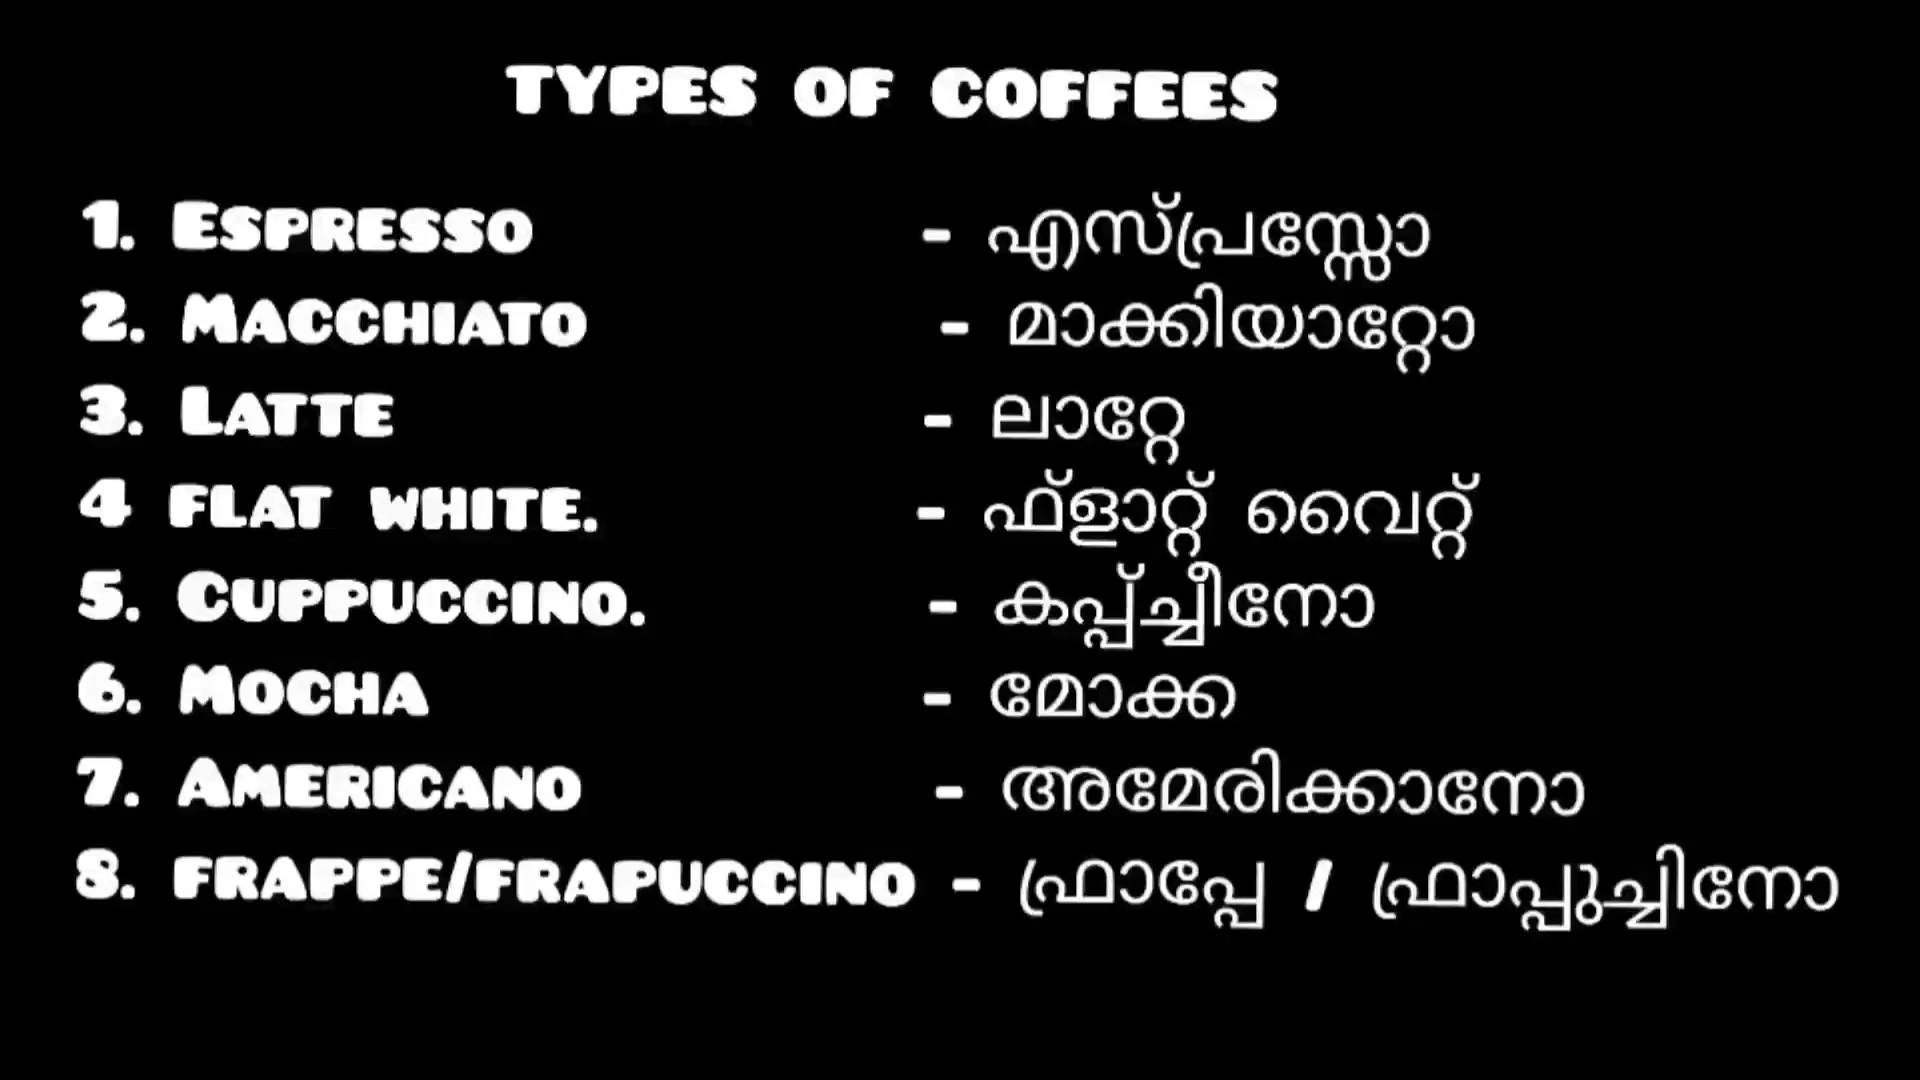 TYPES OF COFFEES
1. ESPRESSO - എസ്പ്രസ്സോ
2. MACCHIATO - മാക്കിയാറ്റോ
3. LATTE - ലാറ്റേ
4 FLAT WHITE. - ഫ്ളാറ്റ് വൈറ്റ്
5. CUPPUCCINO. - കപ്പ്ച്ചീനോ
6. MOCHA - മോക്ക
7. AMERICANO - അമേരിക്കാനോ
8. FRAPPE/FRAPUCCINO - ഫ്രാപ്പേ / ഫ്രാപ്പുച്ചിനോ